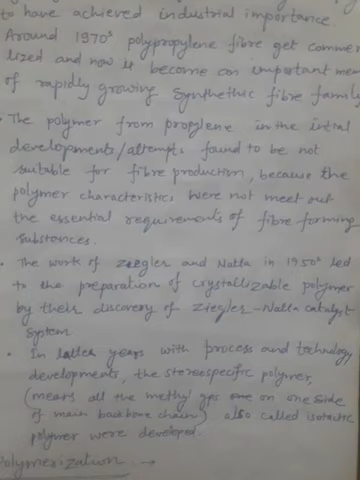 to have achieved industrial importance
Around 1970s polypropylene fibre get commer
lized and now it become an important mem
of rapidly growing synthethic fibre family
• The polymer from propylene in the intial
developments/attempts found to be not
suitable for fibre production, because the
polymer characteristics were not meet out
the essential requirements of fibre forming
substances.
• The work of ziegler and Natta in 1950s led
to the preparation of crystallizable polymer
by their discovery of ziegler-Natta catalyst
system
• In latter years with process and technology
developments, the stereospecific polymer,
(means all the methyl gps are on one side
of main backbone chain) also called isotactic
polymer were developed.
Polymerization →